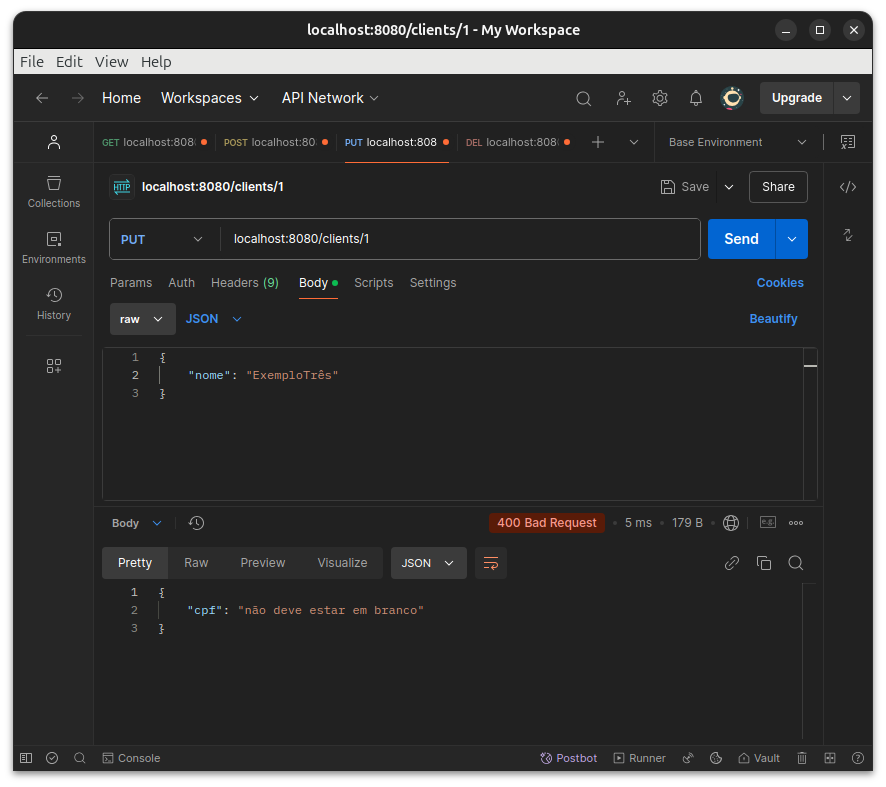 localhost:8080/clients/1 - My Workspace
File Edit View Help
Home Workspaces API Network Upgrade
GET localhost:808 POST localhost:80 PUT localhost:808 DEL localhost:808 Base Environment
HTTP localhost:8080/clients/1 Save Share
Collections
Environments
History
PUT localhost:8080/clients/1 Send
Params Auth Headers (9) Body Scripts Settings Cookies
raw JSON Beautify
1 {
2 "nome": "ExemploTrês"
3 }
Body 400 Bad Request 5 ms 179 B e.g.
Pretty Raw Preview Visualize JSON
1 {
2 "cpf": "não deve estar em branco"
3 }
Console Postbot Runner Vault